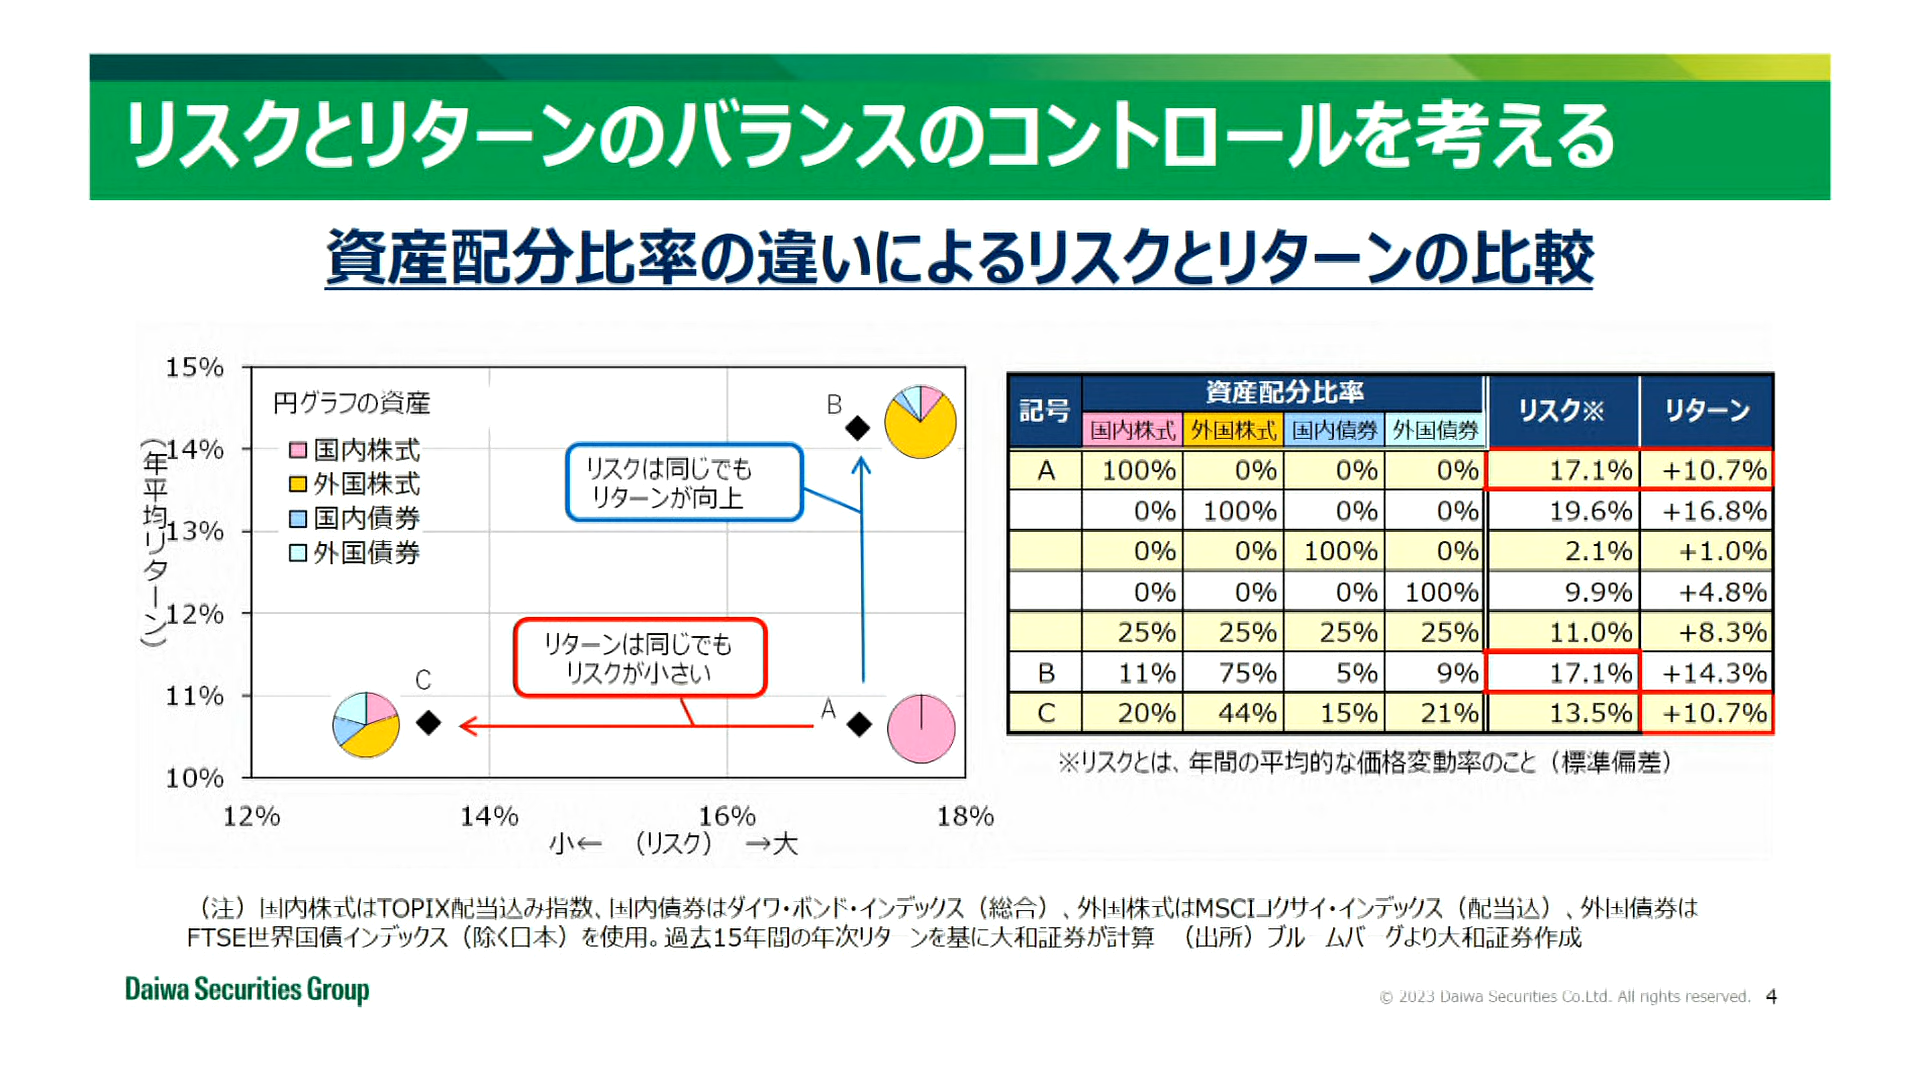 リスクとリターンのバランスのコントロールを考える
資産配分比率の違いによるリスクとリターンの比較
15%
14%
13%
12%
11%
10%
（年平均リターン）
円グラフの資産
国内株式
外国株式
国内債券
外国債券
B
リスクは同じでも
リターンが向上
リターンは同じでも
リスクが小さい
C
A
12% 14% 16% 18%
小← （リスク） →大
記号 資産配分比率 リスク※ リターン
国内株式 外国株式 国内債券 外国債券
A 100% 0% 0% 0% 17.1% +10.7%
0% 100% 0% 0% 19.6% +16.8%
0% 0% 100% 0% 2.1% +1.0%
0% 0% 0% 100% 9.9% +4.8%
25% 25% 25% 25% 11.0% +8.3%
B 11% 75% 5% 9% 17.1% +14.3%
C 20% 44% 15% 21% 13.5% +10.7%
※リスクとは、年間の平均的な価格変動率のこと（標準偏差）
（注）国内株式はTOPIX配当込み指数、国内債券はダイワ・ボンド・インデックス（総合）、外国株式はMSCIコクサイ・インデックス（配当込）、外国債券は
FTSE世界国債インデックス（除く日本）を使用。過去15年間の年次リターンを基に大和証券が計算 （出所）ブルームバーグより大和証券作成
Daiwa Securities Group
© 2023 Daiwa Securities Co.Ltd. All rights reserved. 4